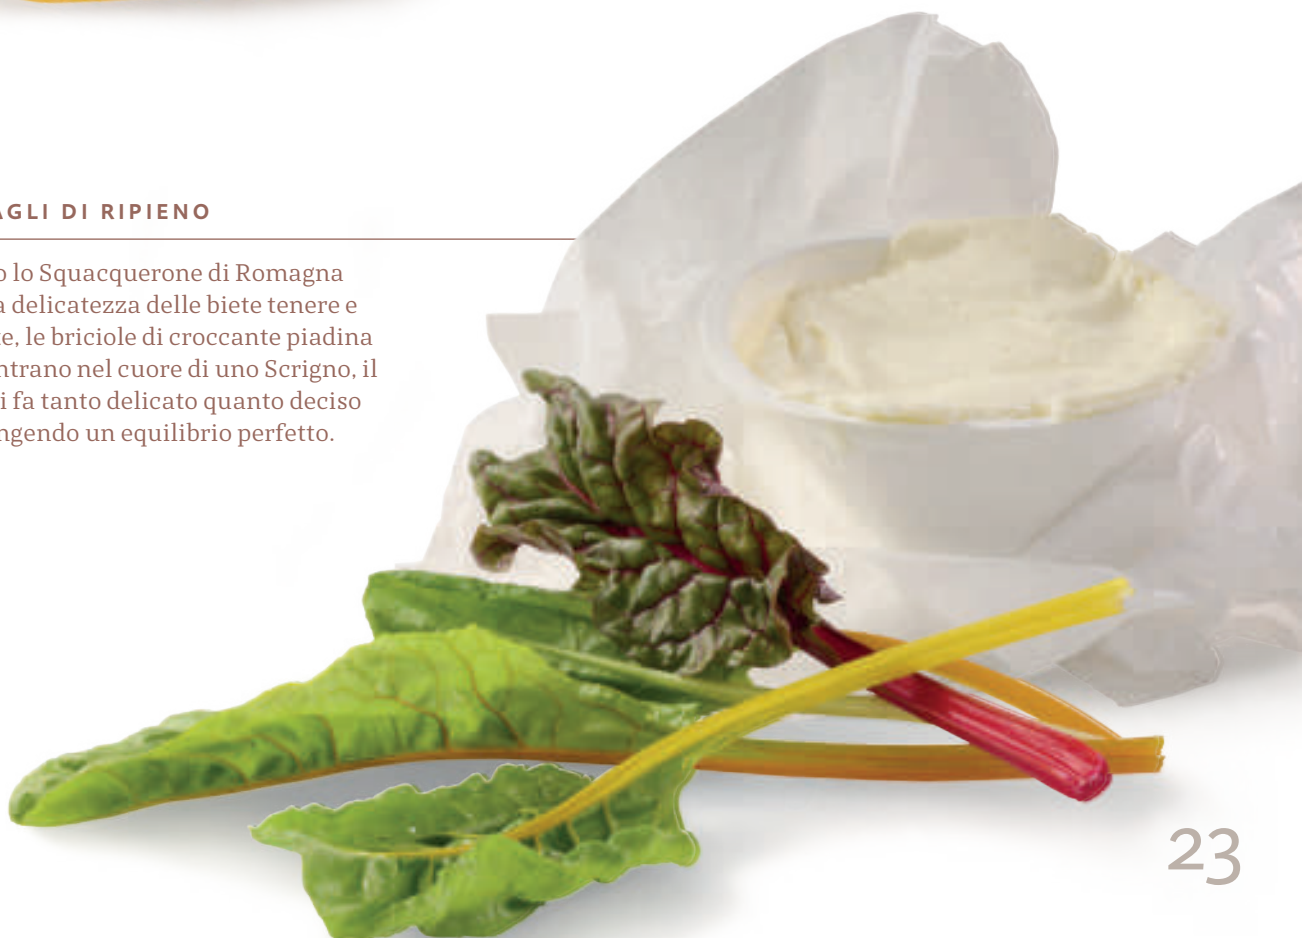 AGLI DI RIPIENO
o lo Squacquerone di Romagna
a delicatezza delle biete tenere e
te, le briciole di croccante piadina
ntrano nel cuore di uno Scrigno, il
i fa tanto delicato quanto deciso
ngendo un equilibrio perfetto.
23